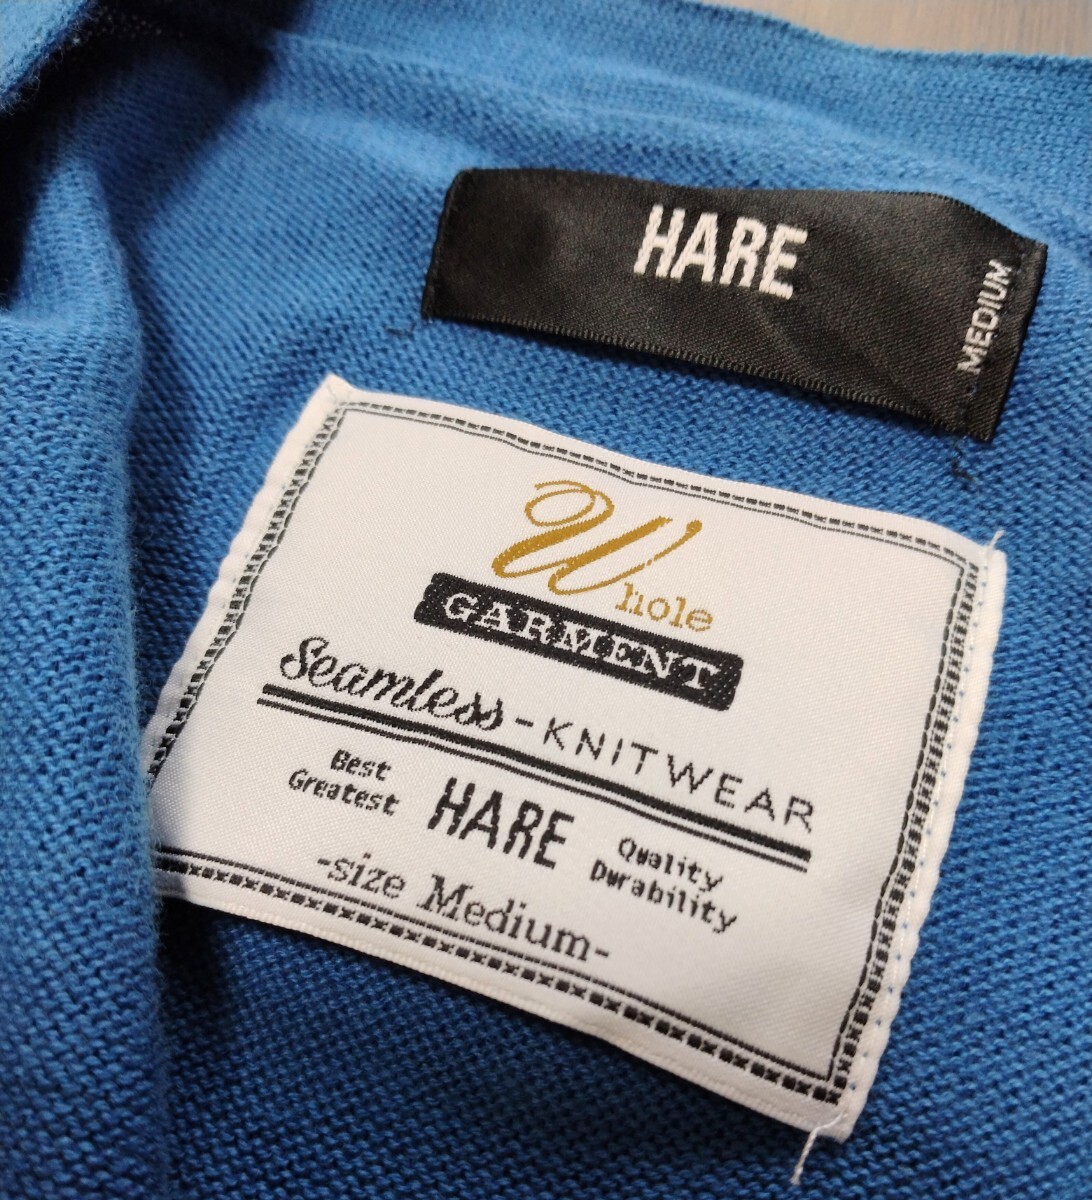 HARE
MEDIUM
Whole
GARMENT
Seamless-KNITWEAR
Best
Greatest
HARE
Quality
Durability
-size Medium-